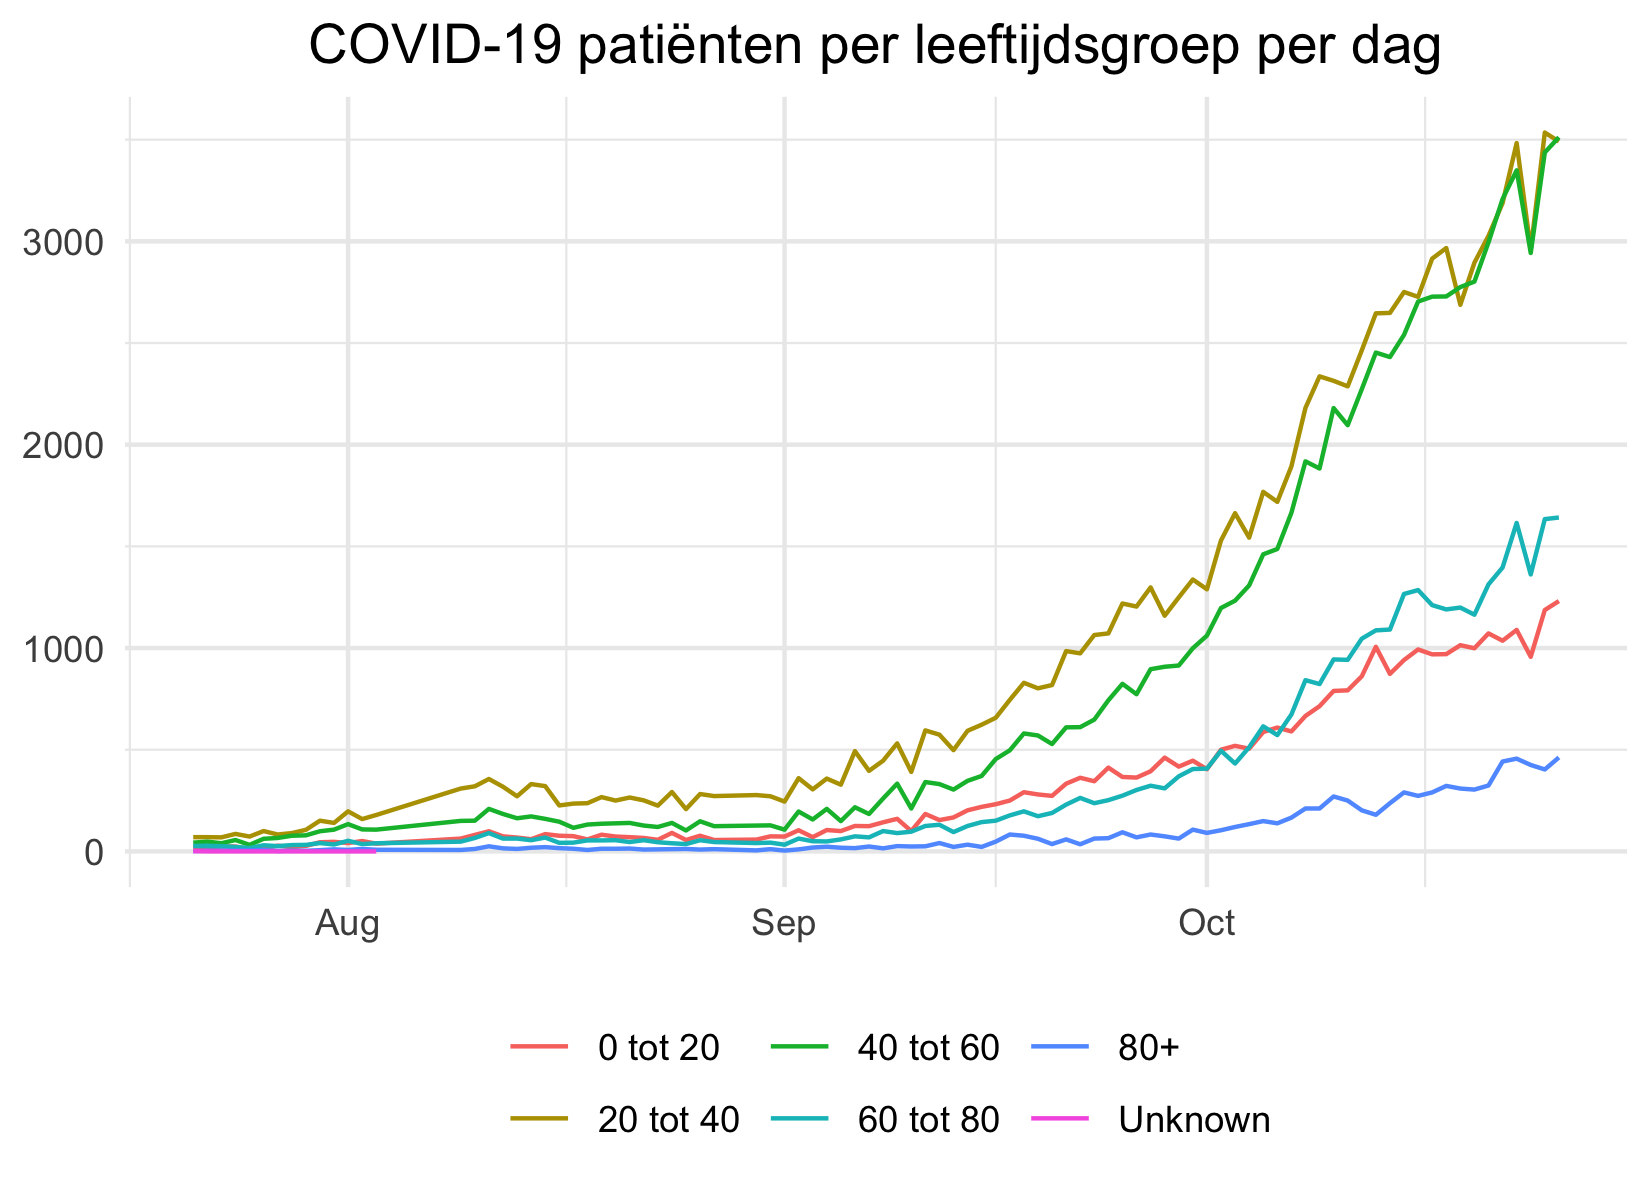 COVID-19 patiënten per leeftijdsgroep per dag
3000
2000
1000
0
Aug Sep Oct
0 tot 20 40 tot 60 80+
20 tot 40 60 tot 80 Unknown